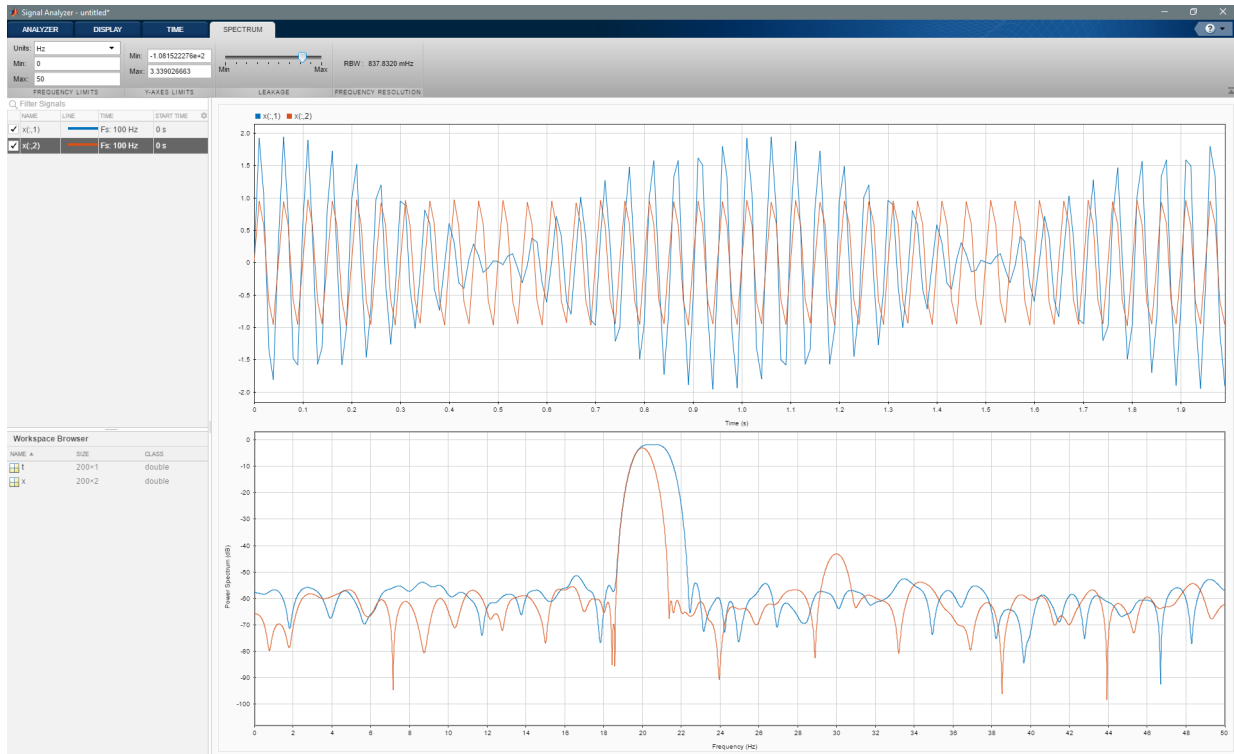 Signal Analyzer - untitled*
ANALYZER DISPLAY TIME SPECTRUM
Units: Hz
Min: 0
Max: 50
Min: -1.081522276e+2
Max: 3.339026663
Min Max
RBW : 837.8320 mHz
FREQUENCY LIMITS Y-AXES LIMITS LEAKAGE FREQUENCY RESOLUTION
Filter Signals
NAME LINE TIME START TIME
x(:,1) Fs: 100 Hz 0 s
x(:,2) Fs: 100 Hz 0 s
Workspace Browser
NAME SIZE CLASS
t 200×1 double
x 200×2 double
x(:,1) x(:,2)
2.0
1.5
1.0
0.5
0
-0.5
-1.0
-1.5
-2.0
0 0.1 0.2 0.3 0.4 0.5 0.6 0.7 0.8 0.9 1.0 1.1 1.2 1.3 1.4 1.5 1.6 1.7 1.8 1.9
Time (s)
0
-10
-20
-30
-40
-50
-60
-70
-80
-90
-100
Power Spectrum (dB)
0 2 4 6 8 10 12 14 16 18 20 22 24 26 28 30 32 34 36 38 40 42 44 46 48 50
Frequency (Hz)